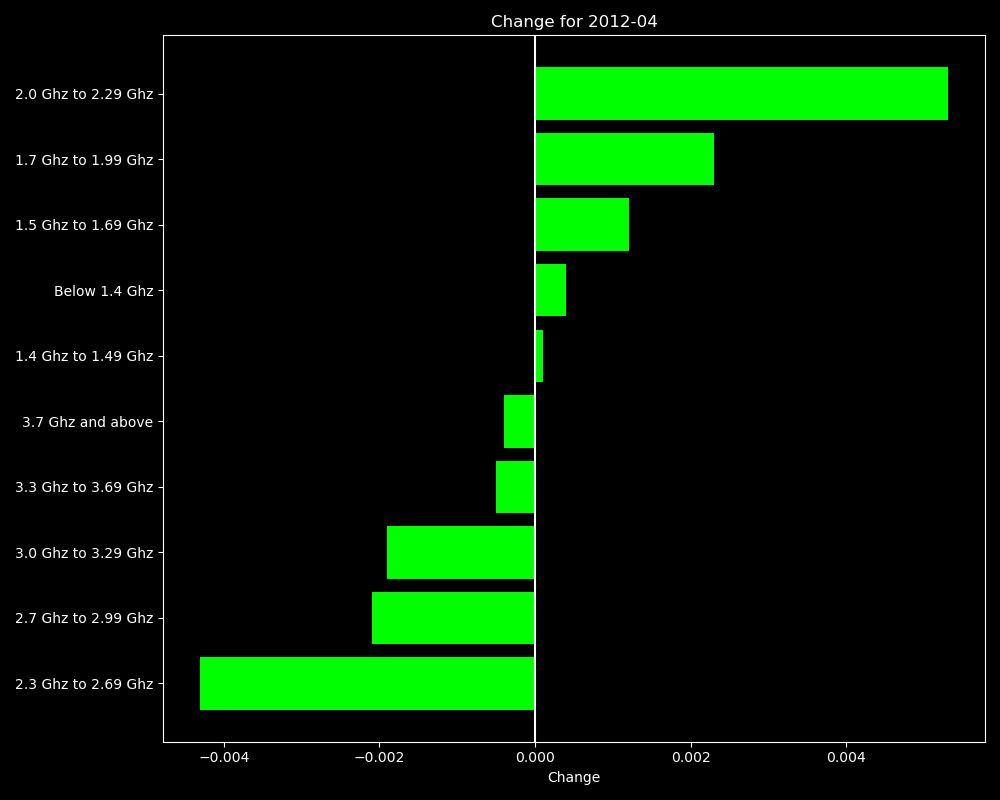 Change for 2012-04
2.0 Ghz to 2.29 Ghz
1.7 Ghz to 1.99 Ghz
1.5 Ghz to 1.69 Ghz
Below 1.4 Ghz
1.4 Ghz to 1.49 Ghz
3.7 Ghz and above
3.3 Ghz to 3.69 Ghz
3.0 Ghz to 3.29 Ghz
2.7 Ghz to 2.99 Ghz
2.3 Ghz to 2.69 Ghz
−0.004 −0.002 0.000 0.002 0.004
Change